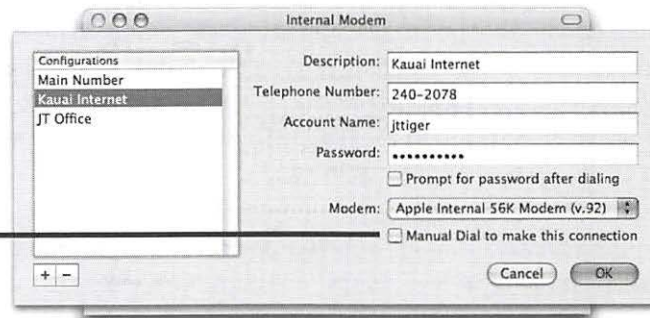 Internal Modem
Configurations
Main Number
Kauai Internet
JT Office
+ -
Description: Kauai Internet
Telephone Number: 240-2078
Account Name: jttiger
Password: ••••••••••
Prompt for password after dialing
Modem: Apple Internal 56K Modem (v.92)
Manual Dial to make this connection
Cancel OK